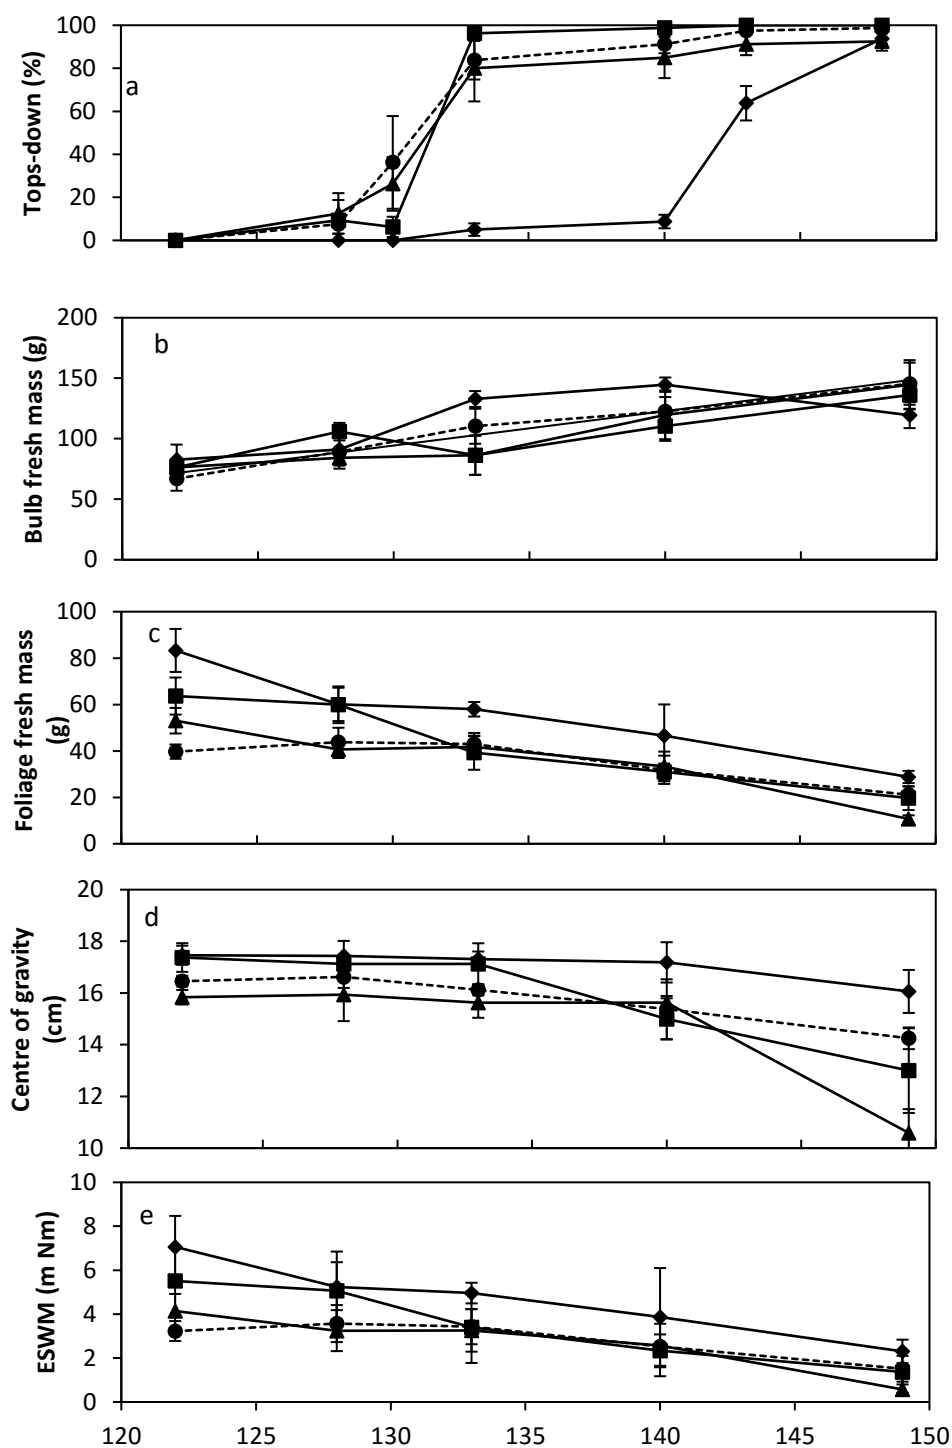 100
80
60
40
20
0
Tops-down (%)
a
200
150
100
50
0
Bulb fresh mass (g)
b
100
80
60
40
20
0
Foliage fresh mass
(g)
c
20
18
16
14
12
10
Centre of gravity
(cm)
d
10
8
6
4
2
0
ESWM (m Nm)
e
120 125 130 135 140 145 150